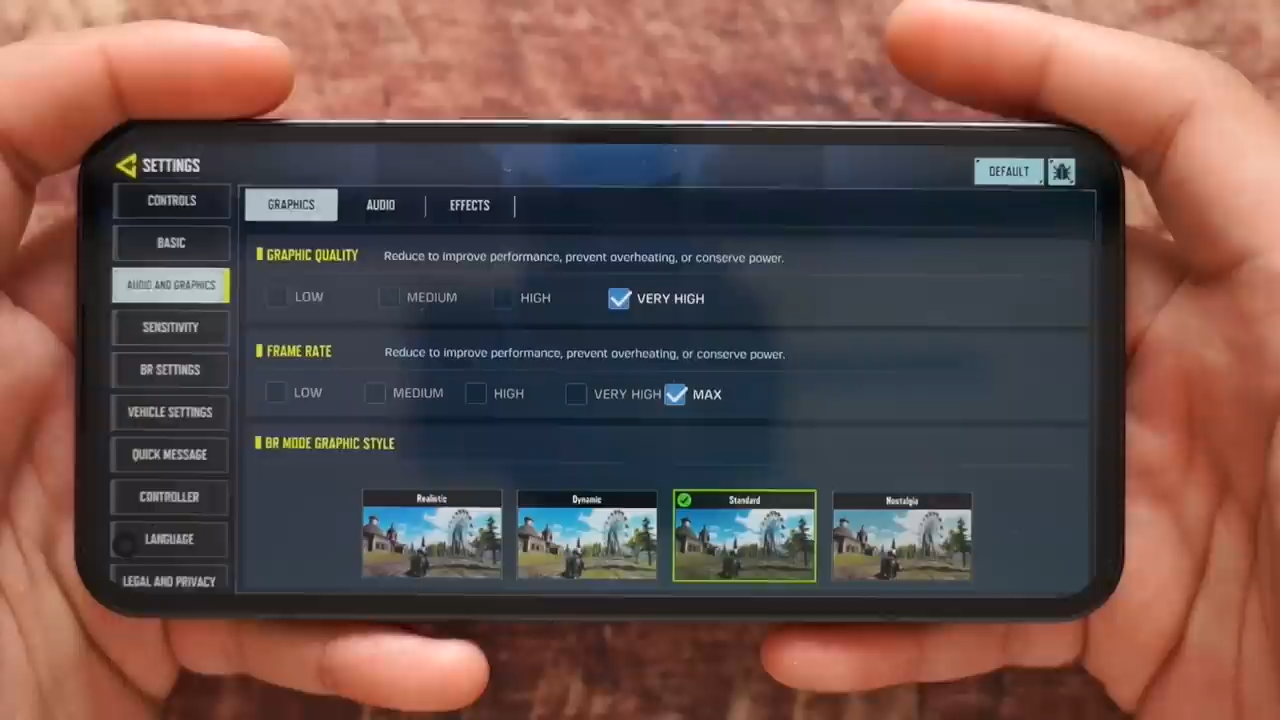 SETTINGS
DEFAULT
CONTROLS
BASIC
AUDIO AND GRAPHICS
SENSITIVITY
BR SETTINGS
VEHICLE SETTINGS
QUICK MESSAGE
CONTROLLER
LANGUAGE
LEGAL AND PRIVACY
GRAPHICS AUDIO EFFECTS
GRAPHIC QUALITY Reduce to improve performance, prevent overheating, or conserve power.
LOW MEDIUM HIGH VERY HIGH
FRAME RATE Reduce to improve performance, prevent overheating, or conserve power.
LOW MEDIUM HIGH VERY HIGH MAX
BR MODE GRAPHIC STYLE
Realistic Dynamic Standard Nostalgia